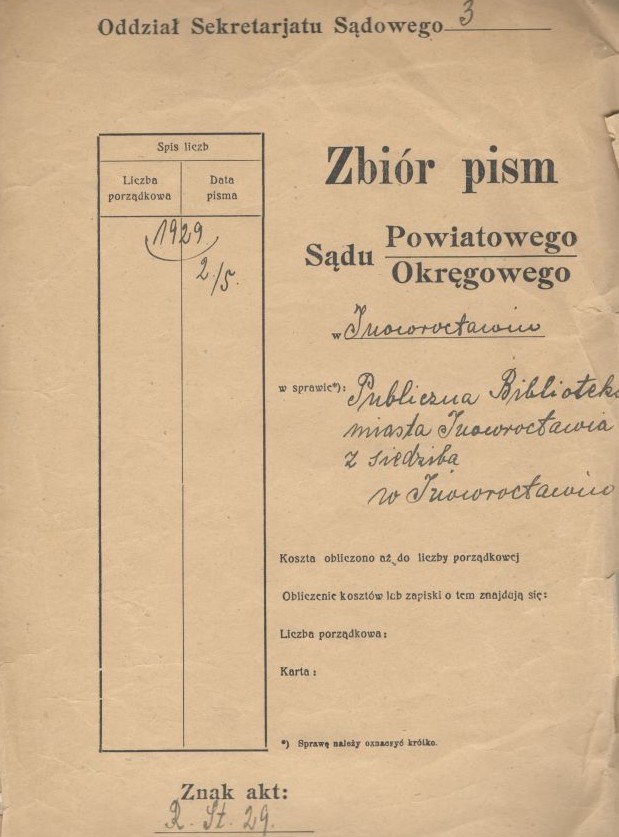 Oddział Sekretarjatu Sądowego 3
Spis liczb
Liczba porządkowa
Data pisma
1929
2./5.
Zbiór pism
Sądu Powiatowego
Okręgowego
w Inowrocławiu
w sprawie*): Publiczna Bibliotek
miasta Inowrocławia
z siedzibą
w Inowrocławiu
Koszta obliczono aż do liczby porządkowej
Obliczenie kosztów lub zapiski o tem znajdują się:
Liczba porządkowa:
Karta:
*) Sprawę należy oznaczyć krótko.
Znak akt:
R. St. 29.